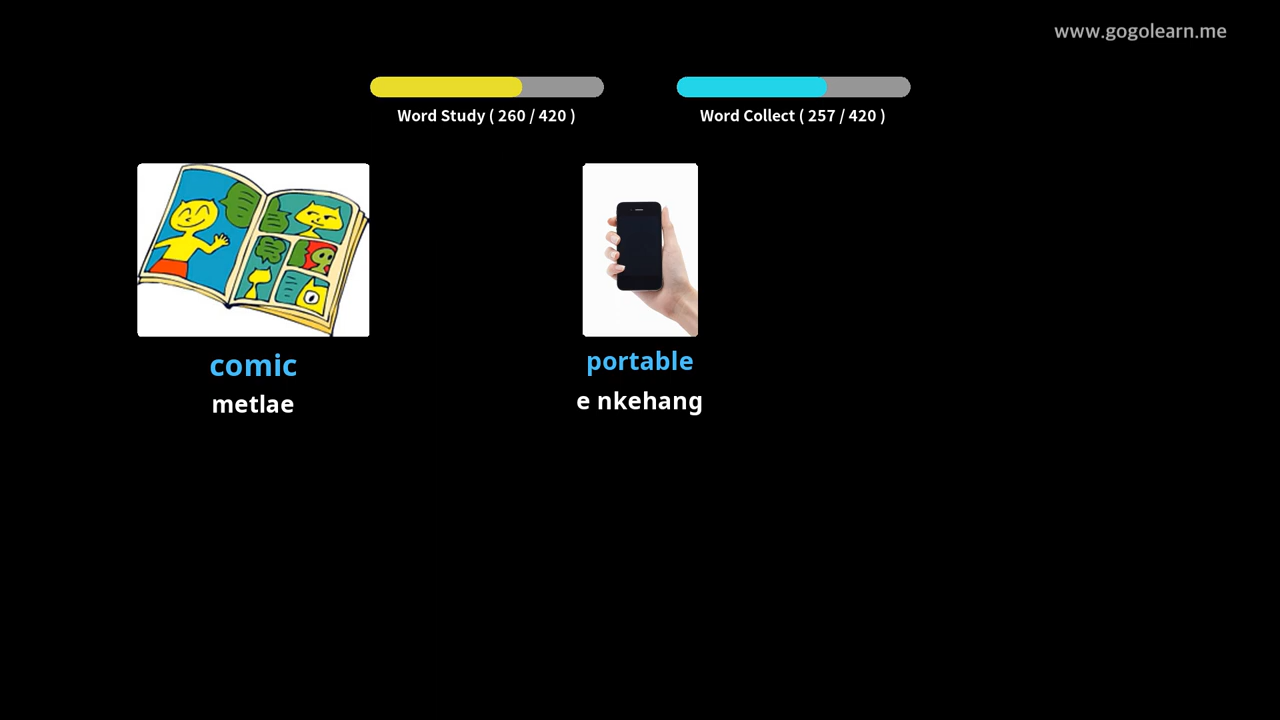 www.gogolearn.me
Word Study ( 260 / 420 )
Word Collect ( 257 / 420 )
comic
metlae
portable
e nkehang